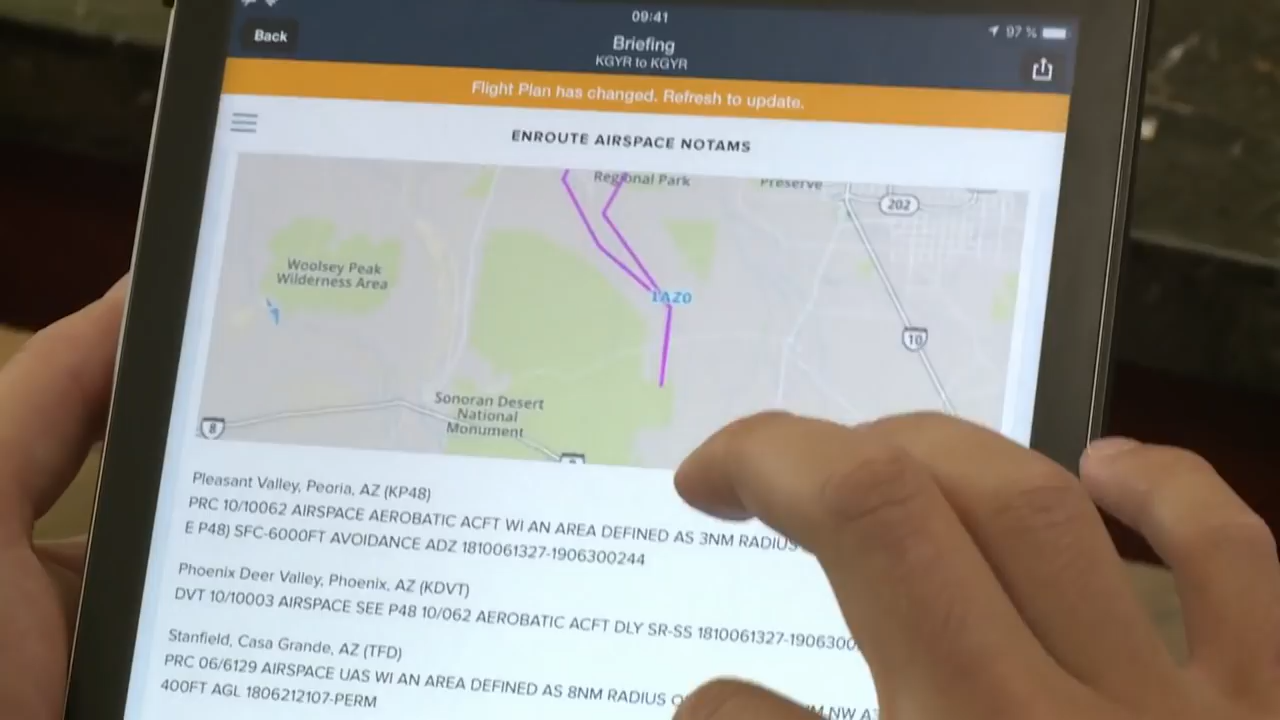 09:41
97 %
Back
Briefing
KGYR to KGYR
Flight Plan has changed. Refresh to update.
ENROUTE AIRSPACE NOTAMS
Regional Park
Preserve
202
Woolsey Peak
Wilderness Area
LAZO
10
Sonoran Desert
National
Monument
8
8
Pleasant Valley, Peoria, AZ (KP48)
PRC 10/10062 AIRSPACE AEROBATIC ACFT WI AN AREA DEFINED AS 3NM RADIUS
E P48) SFC-6000FT AVOIDANCE ADZ 1810061327-1906300244
Phoenix Deer Valley, Phoenix, AZ (KDVT)
DVT 10/10003 AIRSPACE SEE P48 10/062 AEROBATIC ACFT DLY SR-SS 1810061327-1906300
Stanfield, Casa Grande, AZ (TFD)
PRC 06/6129 AIRSPACE UAS WI AN AREA DEFINED AS 8NM RADIUS NW
400FT AGL 1806212107-PERM